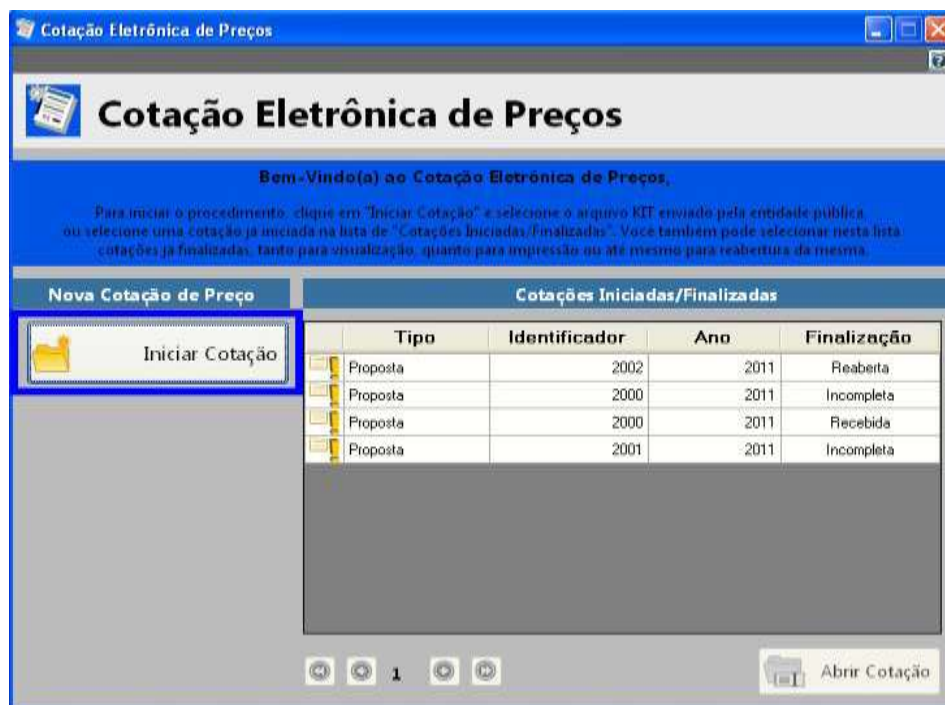 Cotação Eletrônica de Preços
Cotação Eletrônica de Preços
Bem-Vindo(a) ao Cotação Eletrônica de Preços,
Para iniciar o procedimento, clique em "Iniciar Cotação" e selecione o arquivo KIT enviado pela entidade pública,
ou selecione uma cotação já iniciada na lista de "Cotações Iniciadas/Finalizadas". Você também pode selecionar nesta lista
cotações já finalizadas, tanto para visualização, quanto para impressão ou até mesmo para reabertura da mesma.
Nova Cotação de Preço
Cotações Iniciadas/Finalizadas
Iniciar Cotação
Tipo Identificador Ano Finalização
Proposta 2002 2011 Reaberta
Proposta 2000 2011 Incompleta
Proposta 2000 2011 Recebida
Proposta 2001 2011 Incompleta
1
Abrir Cotação